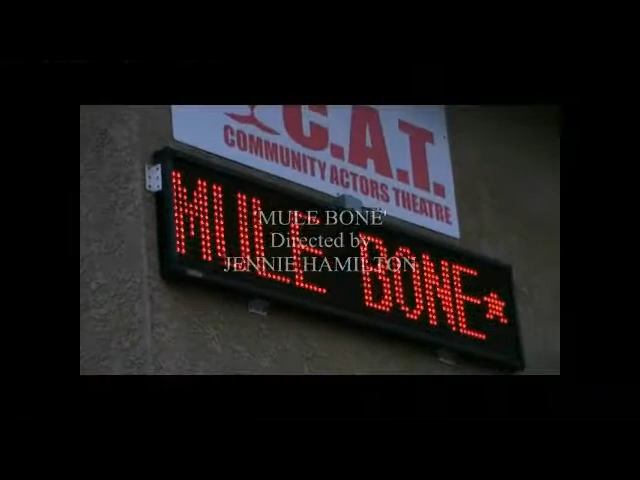 C.A.T.
COMMUNITY ACTORS THEATRE
MULE BONE*
'MULE BONE'
Directed by
JENNIE HAMILTON